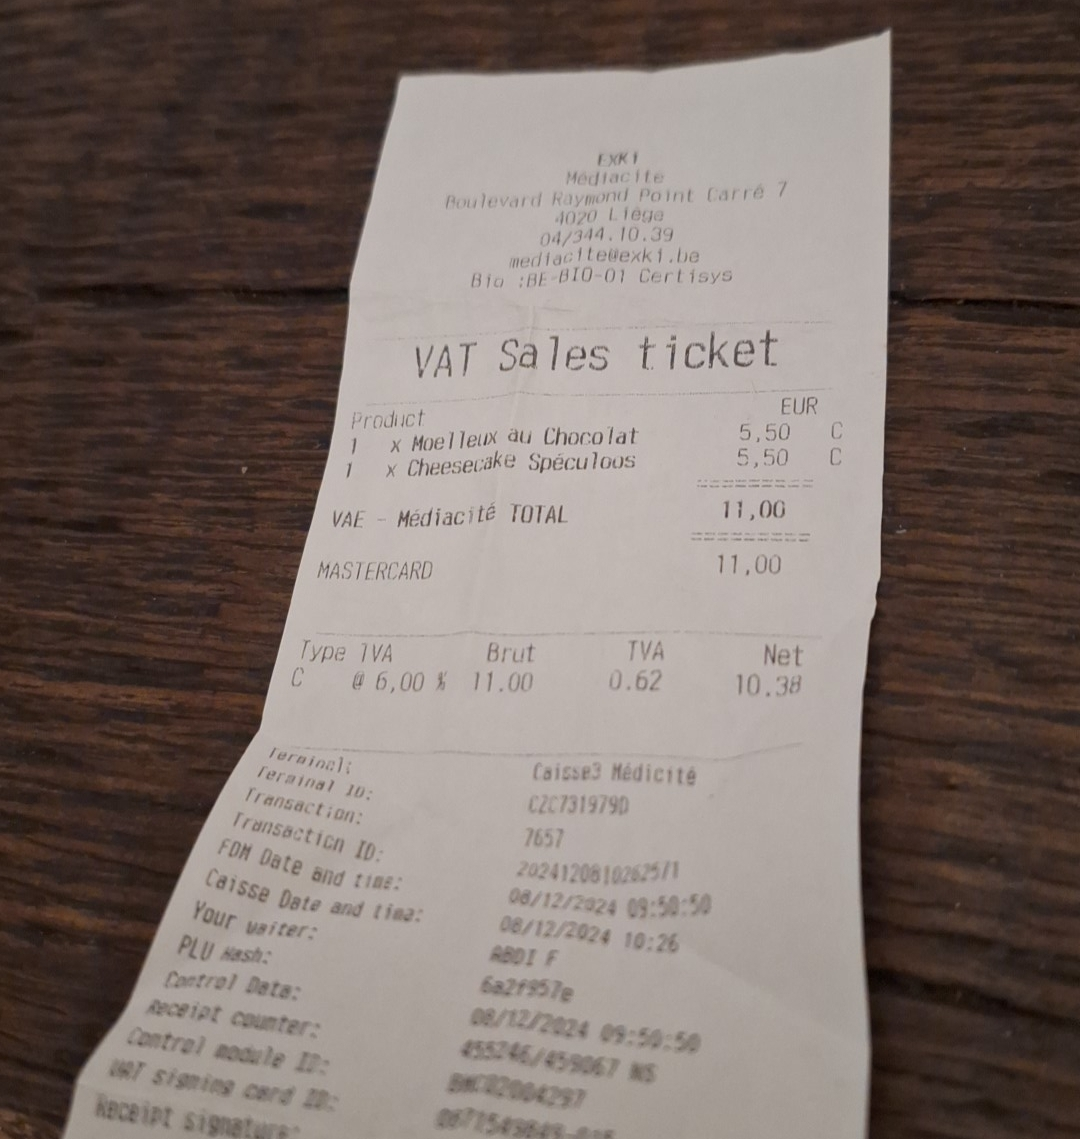 EXKi
Médiacité
Boulevard Raymond Point Carré 7
4020 Liège
04/344.10.39
mediacite@exki.be
Bio :BE-BIO-01 Certisys
VAT Sales ticket
Product EUR
1 x Moelleux au Chocolat 5,50 C
1 x Cheesecake Spéculoos 5,50 C
==========
VAE - Médiacité TOTAL 11,00
==========
MASTERCARD 11,00
Type TVA Brut TVA Net
C @ 6,00 % 11.00 0.62 10.38
Terminal: Caisse3 Médicité
Terminal ID: CZC731979D
Transaction: 7657
Transaction ID: 20241208102625/1
FDM Date and time: 08/12/2024 09:50:50
Caisse Date and time: 08/12/2024 10:26
Your waiter: ABDI F
PLU Hash: 6a2f957e
Control Data: 08/12/2024 09:50:50
Receipt counter: 455246/459067 NS
Control module ID: BMC02004297
VAT signing card ID:
Receipt signature: